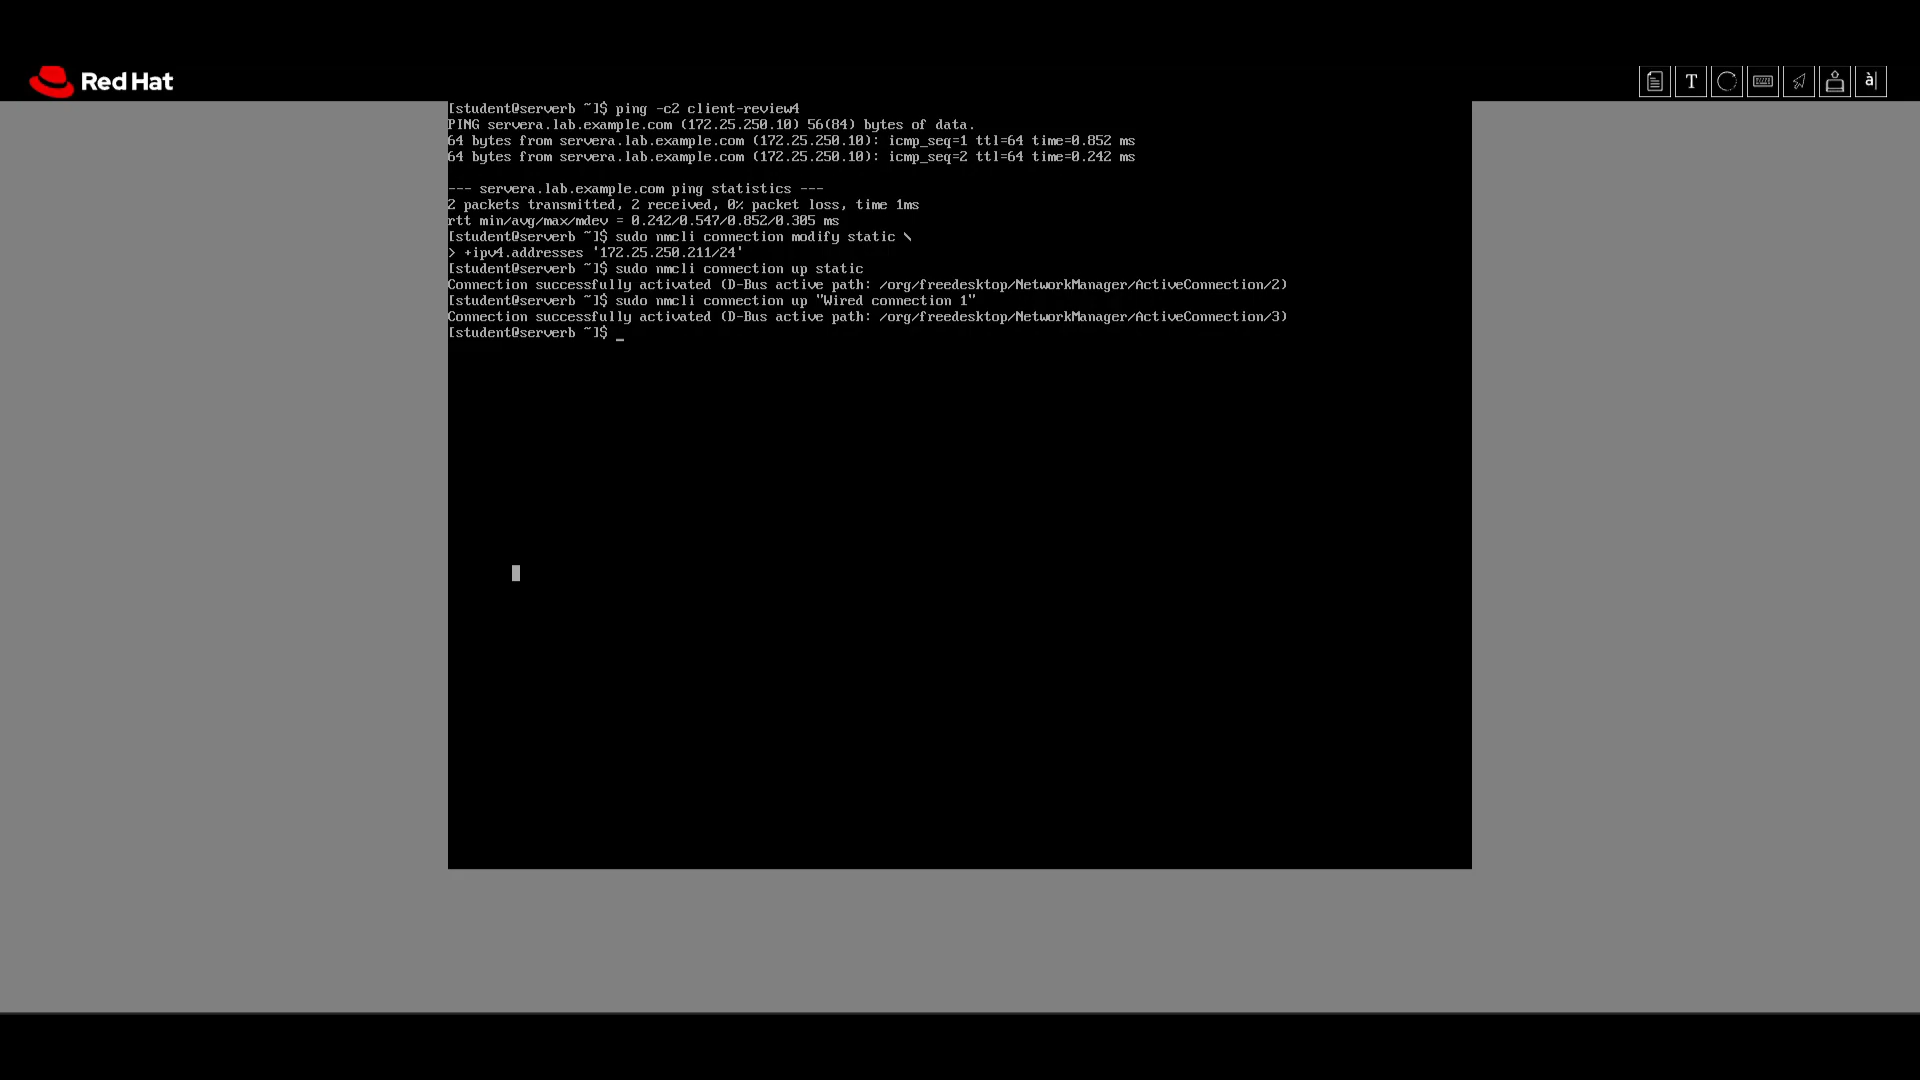 Red Hat
T
à
[student@serverb ~]$ ping -c2 client-review4
PING servera.lab.example.com (172.25.250.10) 56(84) bytes of data.
64 bytes from servera.lab.example.com (172.25.250.10): icmp_seq=1 ttl=64 time=0.852 ms
64 bytes from servera.lab.example.com (172.25.250.10): icmp_seq=2 ttl=64 time=0.242 ms
--- servera.lab.example.com ping statistics ---
2 packets transmitted, 2 received, 0% packet loss, time 1ms
rtt min/avg/max/mdev = 0.242/0.547/0.852/0.305 ms
[student@serverb ~]$ sudo nmcli connection modify static \
> +ipv4.addresses '172.25.250.211/24'
[student@serverb ~]$ sudo nmcli connection up static
Connection successfully activated (D-Bus active path: /org/freedesktop/NetworkManager/ActiveConnection/2)
[student@serverb ~]$ sudo nmcli connection up "Wired connection 1"
Connection successfully activated (D-Bus active path: /org/freedesktop/NetworkManager/ActiveConnection/3)
[student@serverb ~]$ _